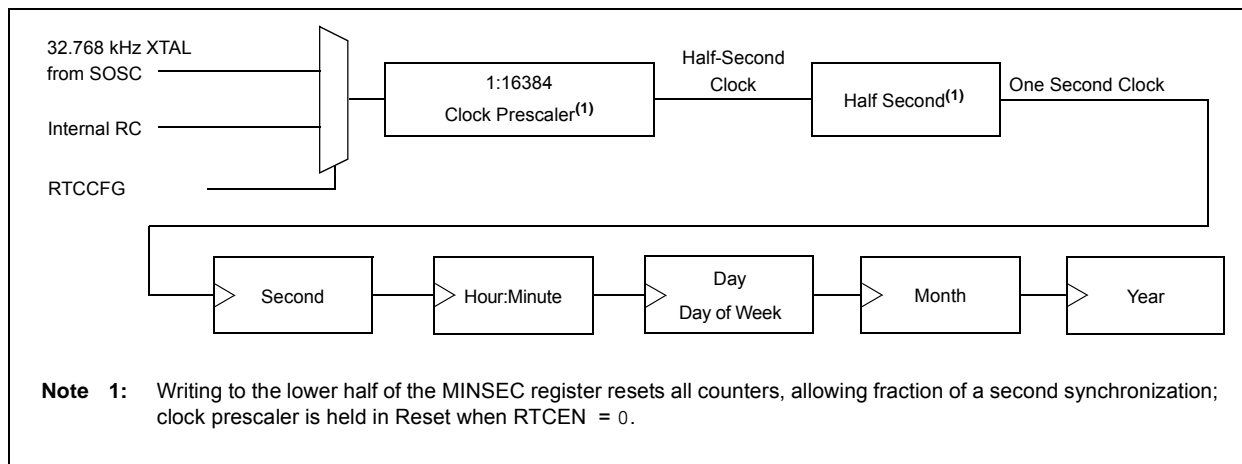 32.768 kHz XTAL
from SOSC
Internal RC
RTCCFG
1:16384
Clock Prescaler(1)
Half-Second
Clock
Half Second(1)
One Second Clock
Second
Hour:Minute
Day
Day of Week
Month
Year
Note 1: Writing to the lower half of the MINSEC register resets all counters, allowing fraction of a second synchronization;
clock prescaler is held in Reset when RTCEN = 0.